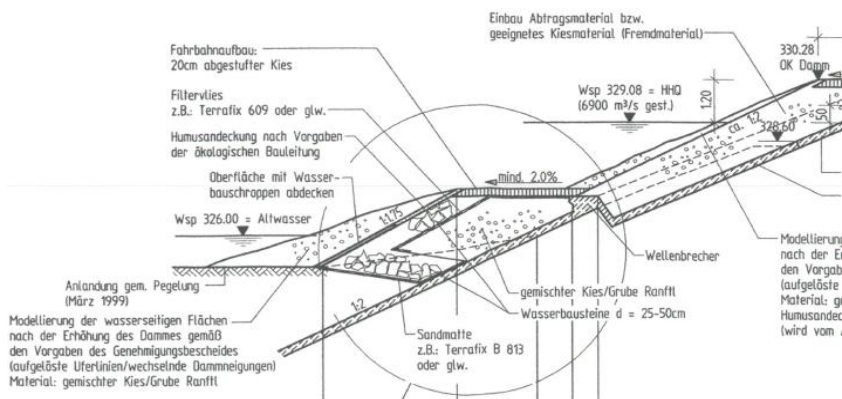 Einbau Abtragsmaterial bzw.
geeignetes Kiesmaterial (Fremdmaterial)
Fahrbahnaufbau:
20cm abgestufter Kies
330.28
OK Damm
Wsp 329.08 = HHQ
(6900 m³/s gest.)
1.20
Filtervlies
z.B.: Terrafix 609 oder glw.
ca. 1:2
328.60
50
Humusandeckung nach Vorgaben
der ökologischen Bauleitung
Oberfläche mit Wasser-
bauschroppen abdecken
mind. 2.0%
1:1.75
Wsp 326.00 = Altwasser
Wellenbrecher
Anlandung gem. Pegelung
(März 1999)
gemischter Kies/Grube Ranftl
Wasserbausteine d = 25-50cm
1:2
Modellierung der wasserseitigen Flächen
nach der Erhöhung des Dammes gemäß
den Vorgaben des Genehmigungsbescheides
(aufgelöste Uferlinien/wechselnde Dammneigungen)
Material: gemischter Kies/Grube Ranftl
Sandmatte
z.B.: Terrafix B 813
oder glw.
Modellierung
nach der
den Vorgab
(aufgelöste
Material:
Humusandec
(wird vom